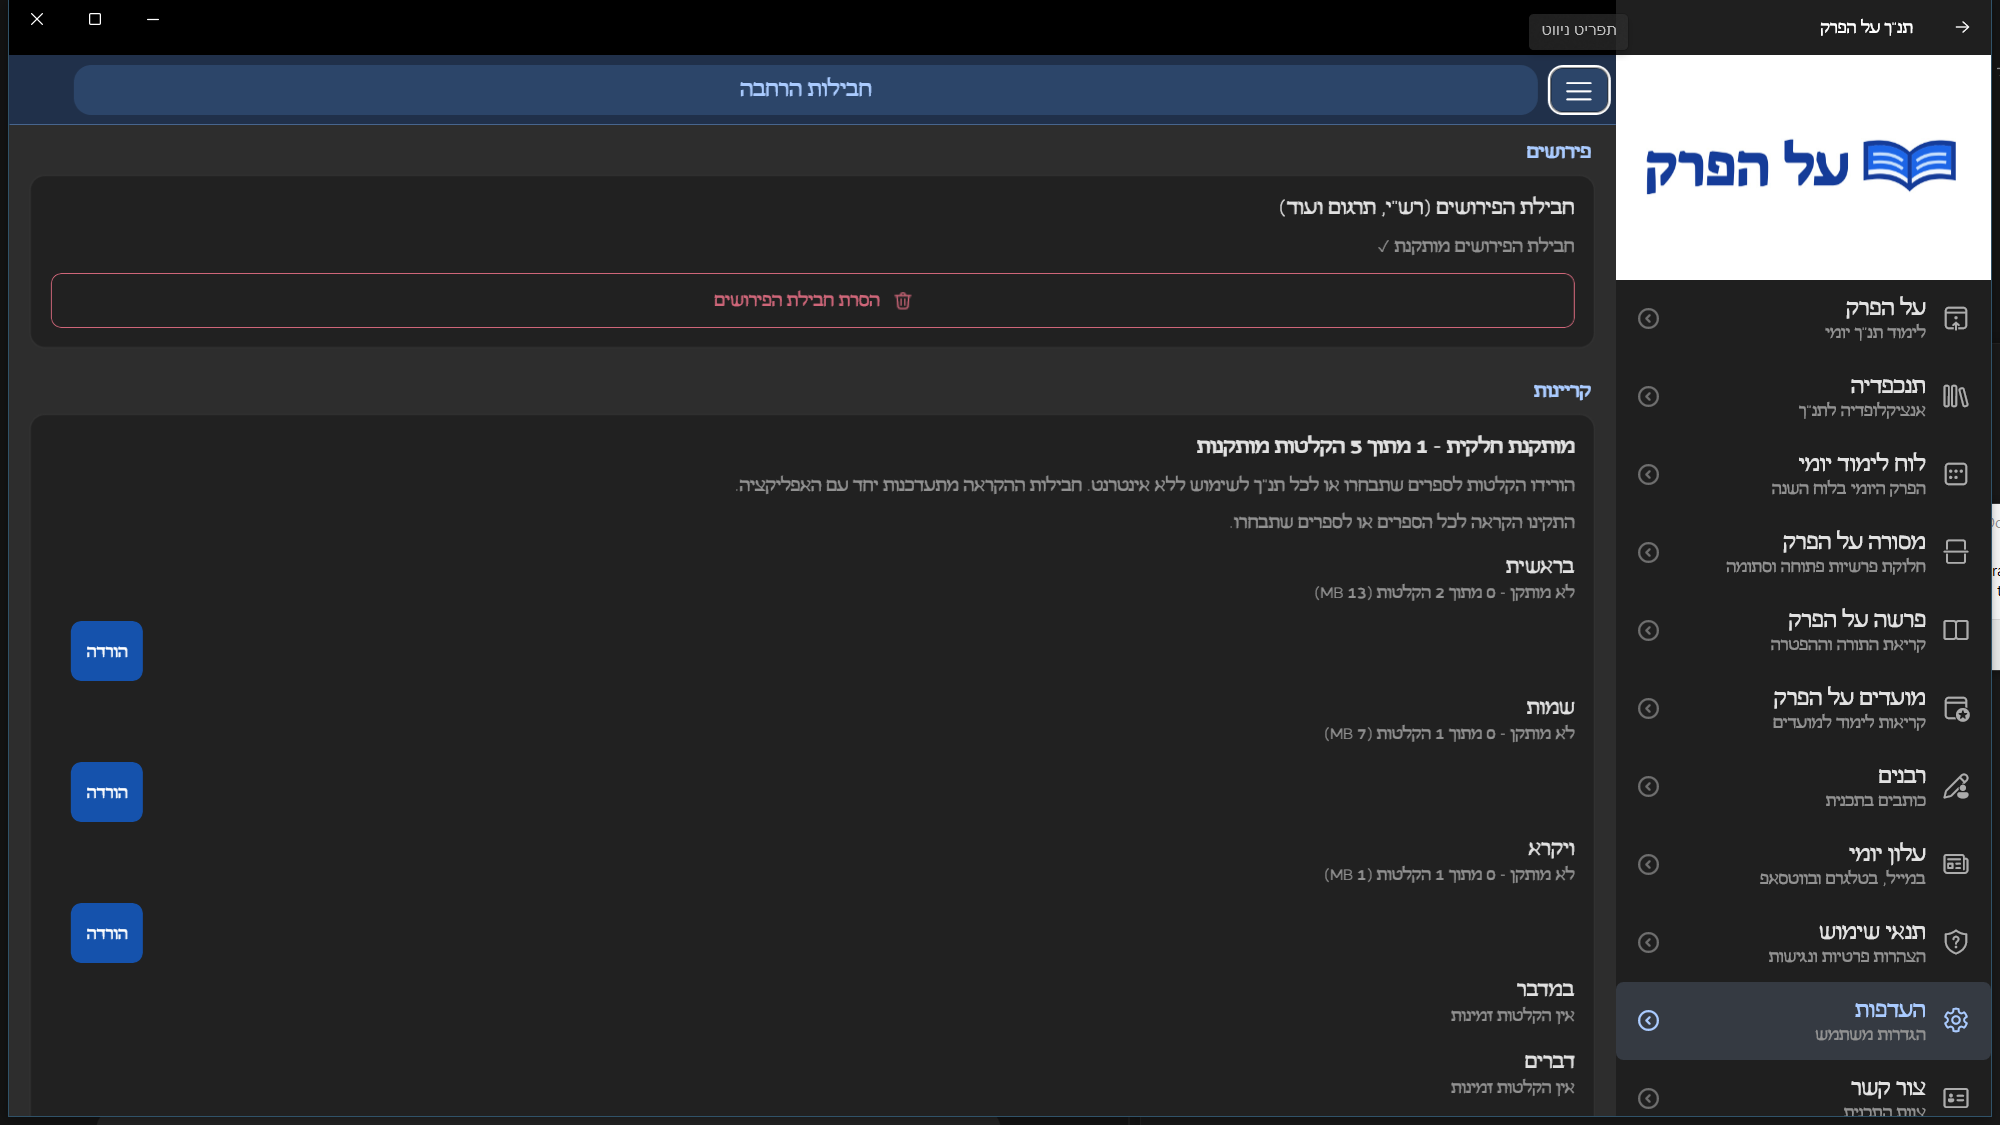 תנ"ך על הפרק
תפריט ניווט
על הפרק
על הפרק
לימוד תנ"ך יומי
תנכפדיה
אנציקלופדיה לתנ"ך
לוח לימוד יומי
הפרק היומי בלוח השנה
מסורה על הפרק
חלוקת פרשיות פתוחה וסתומה
פרשה על הפרק
קריאת התורה וההפטרה
מועדים על הפרק
קריאות לימוד למועדים
רבנים
כותבים בתכנית
עלון יומי
במייל, בטלגרם ובווטסאפ
תנאי שימוש
הצהרות פרטיות ונגישות
העדפות
הגדרות משתמש
צור קשר
צוות התכנית
חבילות הרחבה
פירושים
חבילת הפירושים (רש"י, תרגום ועוד)
חבילת הפירושים מותקנת ✓
הסרת חבילת הפירושים
קריינות
מותקנת חלקית - 1 מתוך 5 הקלטות מותקנות
הורידו הקלטות לספרים שתבחרו או לכל תנ"ך לשימוש ללא אינטרנט. חבילות ההקראה מתעדכנות יחד עם האפליקציה.
התקינו הקראה לכל הספרים או לספרים שתבחרו.
בראשית
לא מותקן - 0 מתוך 2 הקלטות (13 MB)
הורדה
שמות
לא מותקן - 0 מתוך 1 הקלטות (7 MB)
הורדה
ויקרא
לא מותקן - 0 מתוך 1 הקלטות (1 MB)
הורדה
במדבר
אין הקלטות זמינות
דברים
אין הקלטות זמינות